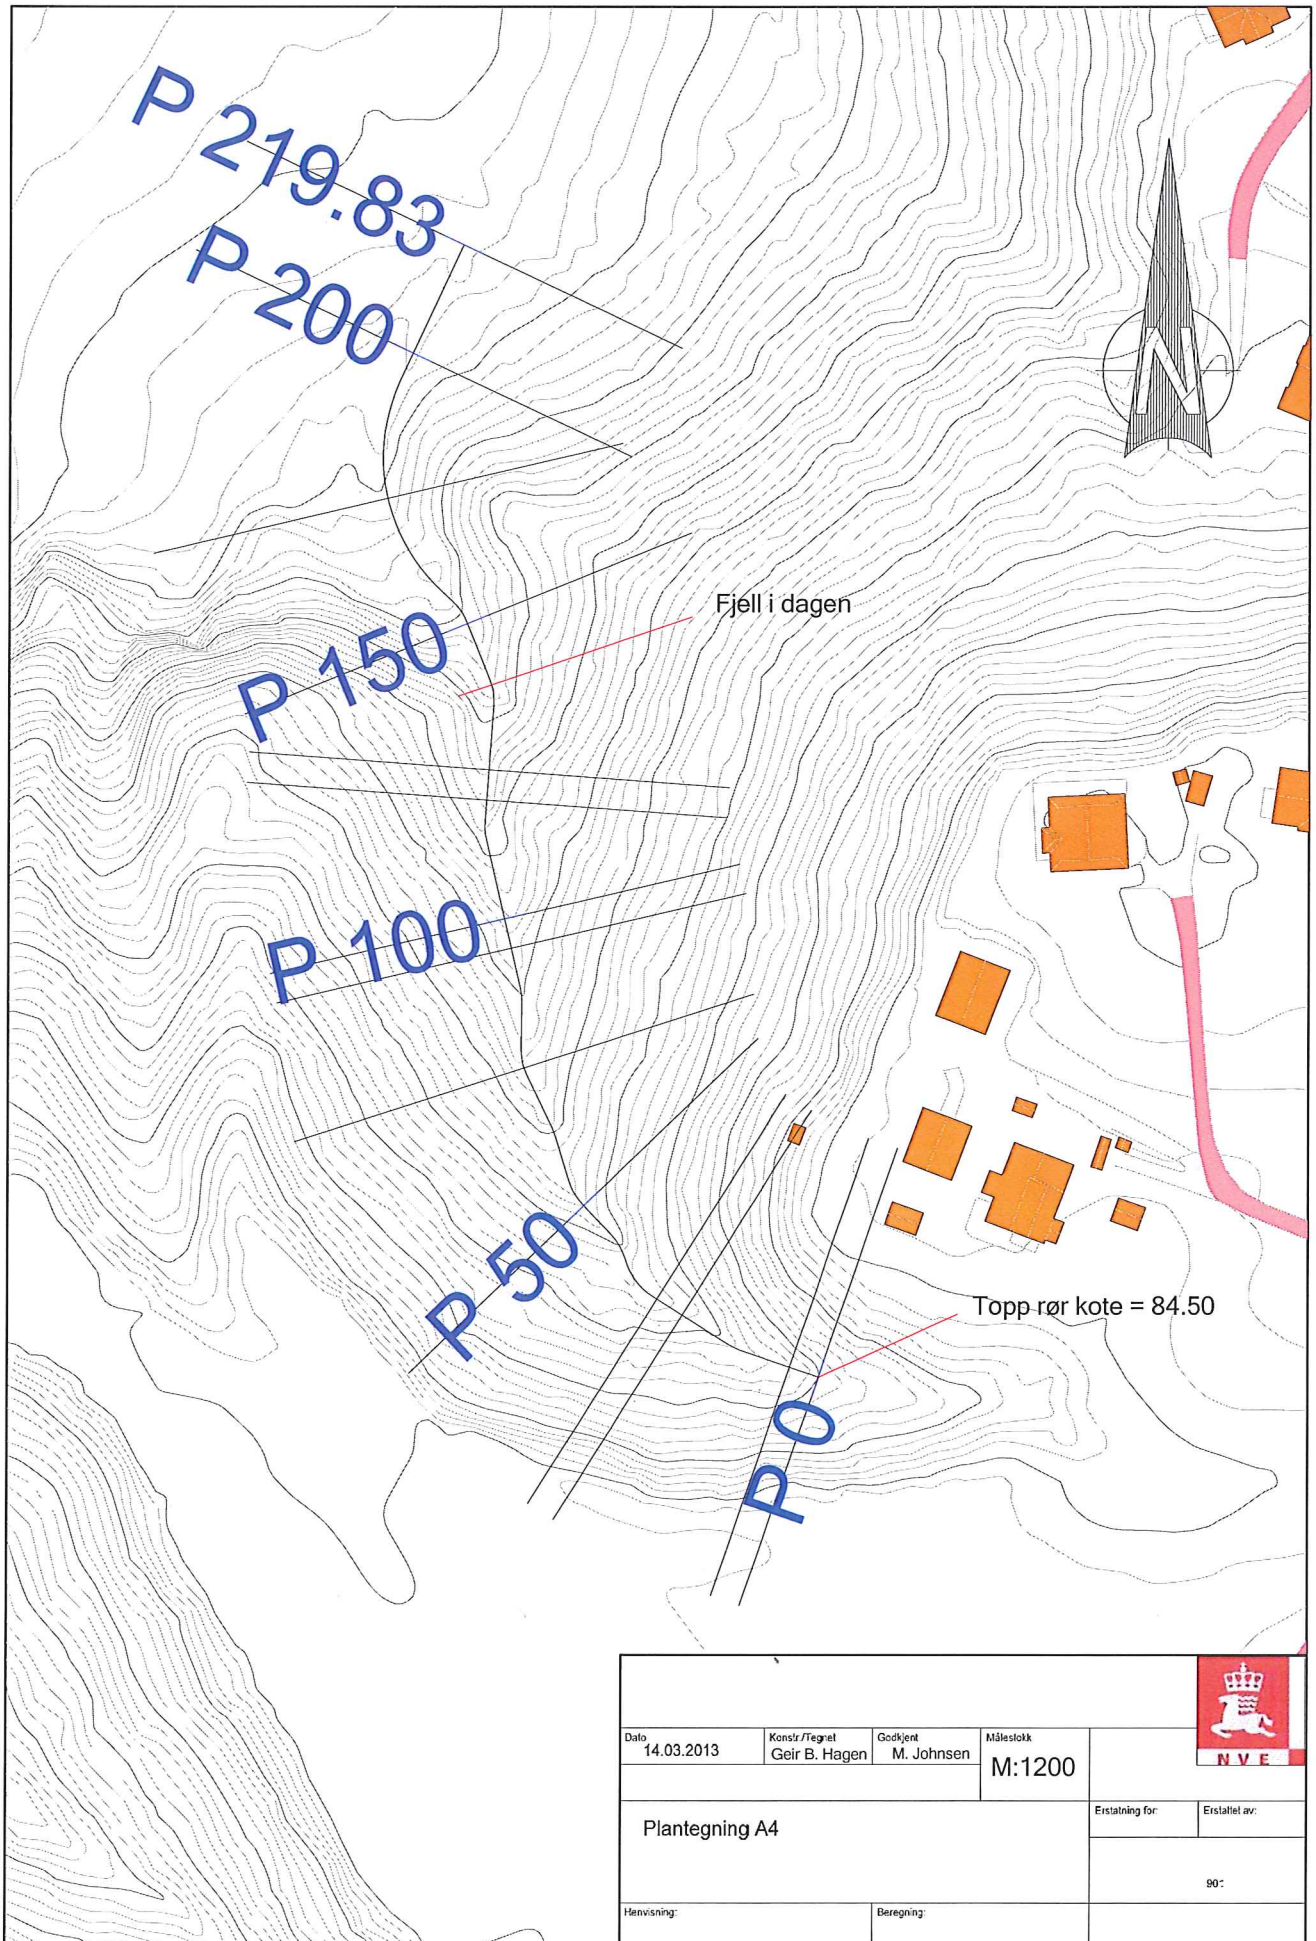 P 219.83
P 200
N
Fjell i dagen
P 150
P 100
P 50
Topp rør kote = 84.50
P 0
NVE
Dato
14.03.2013
Konstr./Tegnet
Geir B. Hagen
Godkjent
M. Johnsen
Målestokk
M:1200
Plantegning A4
Erstatning for:
Erstattet av:
Henvisning:
Beregning: